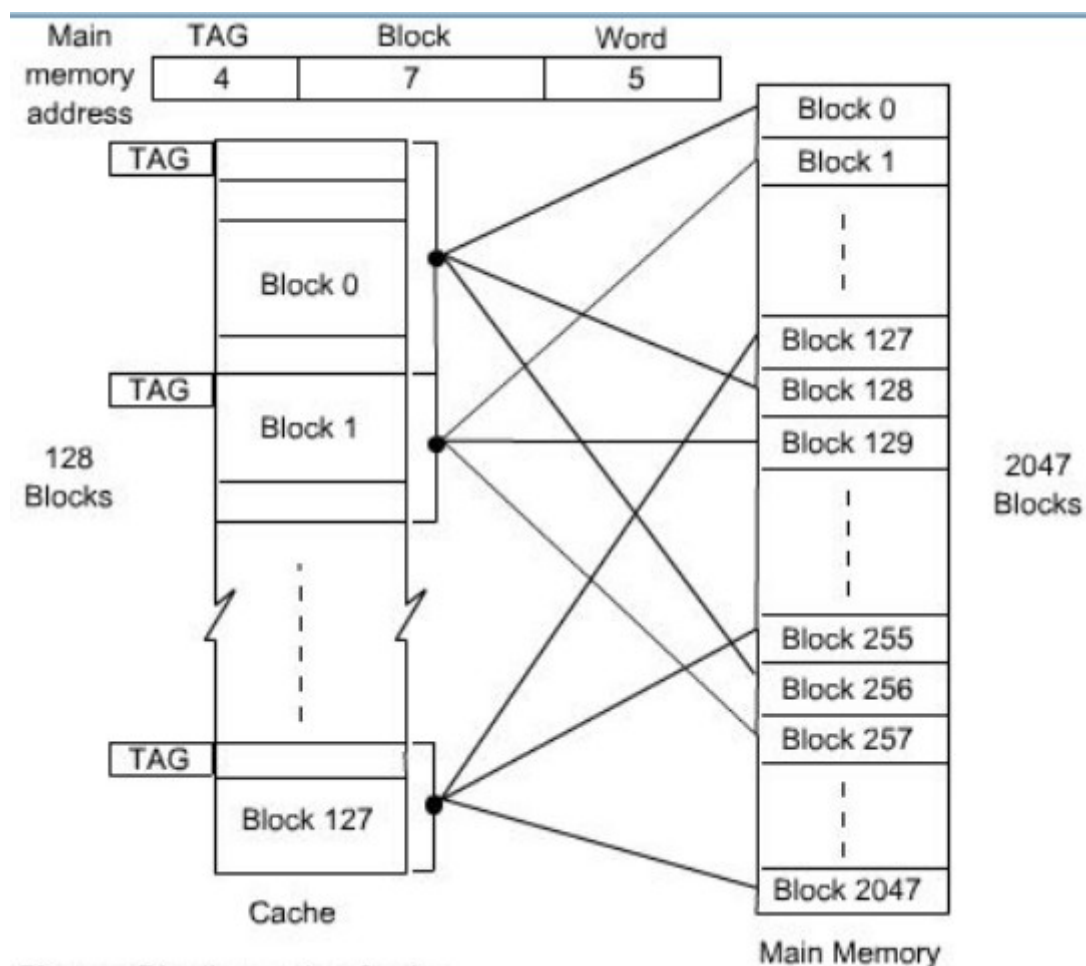 Main memory address
TAG Block Word
4 7 5
TAG
Block 0
TAG
Block 1
128 Blocks
TAG
Block 127
Cache
Block 0
Block 1
Block 127
Block 128
Block 129
Block 255
Block 256
Block 257
Block 2047
Main Memory
2047 Blocks